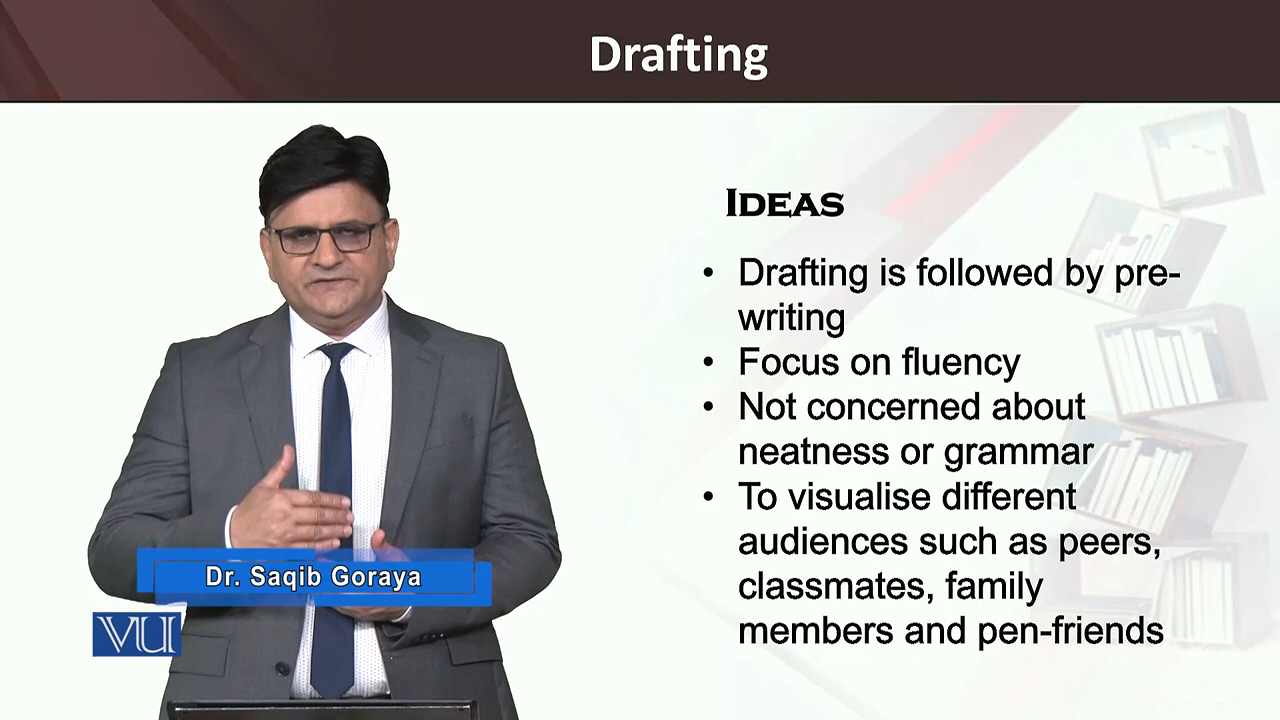 Drafting
IDEAS
• Drafting is followed by pre-
writing
• Focus on fluency
• Not concerned about
neatness or grammar
• To visualise different
audiences such as peers,
classmates, family
members and pen-friends
Dr. Saqib Goraya
VU